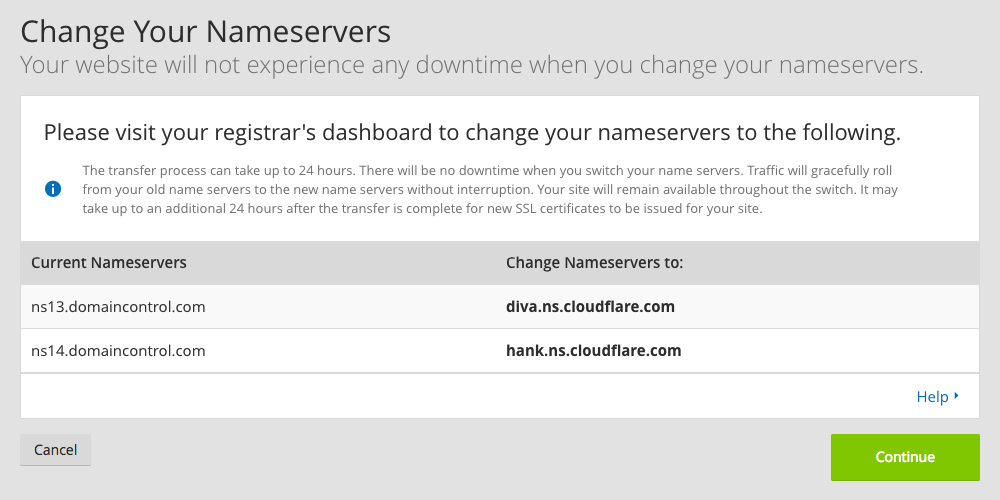 Change Your Nameservers
Your website will not experience any downtime when you change your nameservers.
Please visit your registrar's dashboard to change your nameservers to the following.
The transfer process can take up to 24 hours. There will be no downtime when you switch your name servers. Traffic will gracefully roll
from your old name servers to the new name servers without interruption. Your site will remain available throughout the switch. It may
take up to an additional 24 hours after the transfer is complete for new SSL certificates to be issued for your site.
Current Nameservers Change Nameservers to:
ns13.domaincontrol.com diva.ns.cloudflare.com
ns14.domaincontrol.com hank.ns.cloudflare.com
Help
Cancel Continue